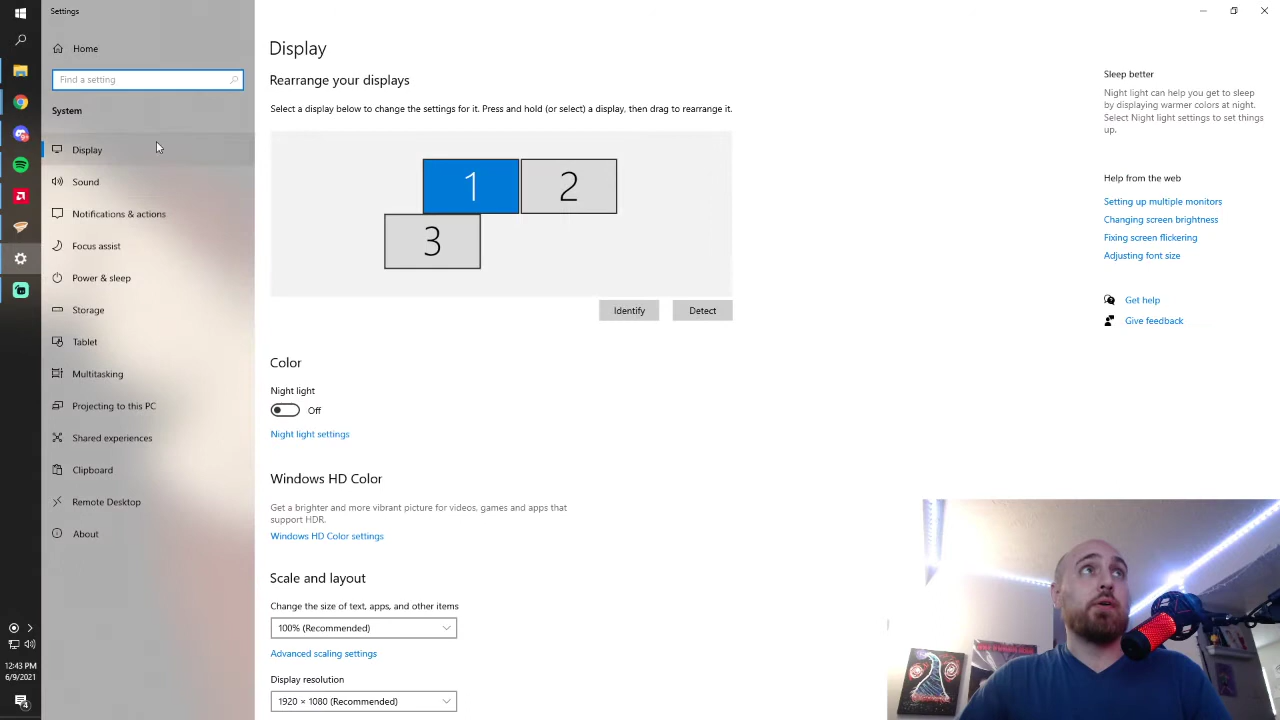 Settings
Home
Find a setting
System
Display
Sound
Notifications & actions
Focus assist
Power & sleep
Storage
Tablet
Multitasking
Projecting to this PC
Shared experiences
Clipboard
Remote Desktop
About
12:43 PM
6/9/2021
4
Display
Rearrange your displays
Select a display below to change the settings for it. Press and hold (or select) a display, then drag to rearrange it.
1
2
3
Identify
Detect
Color
Night light
Off
Night light settings
Windows HD Color
Get a brighter and more vibrant picture for videos, games and apps that
support HDR.
Windows HD Color settings
Scale and layout
Change the size of text, apps, and other items
100% (Recommended)
Advanced scaling settings
Display resolution
1920 × 1080 (Recommended)
Sleep better
Night light can help you get to sleep
by displaying warmer colors at night.
Select Night light settings to set things
up.
Help from the web
Setting up multiple monitors
Changing screen brightness
Fixing screen flickering
Adjusting font size
Get help
Give feedback